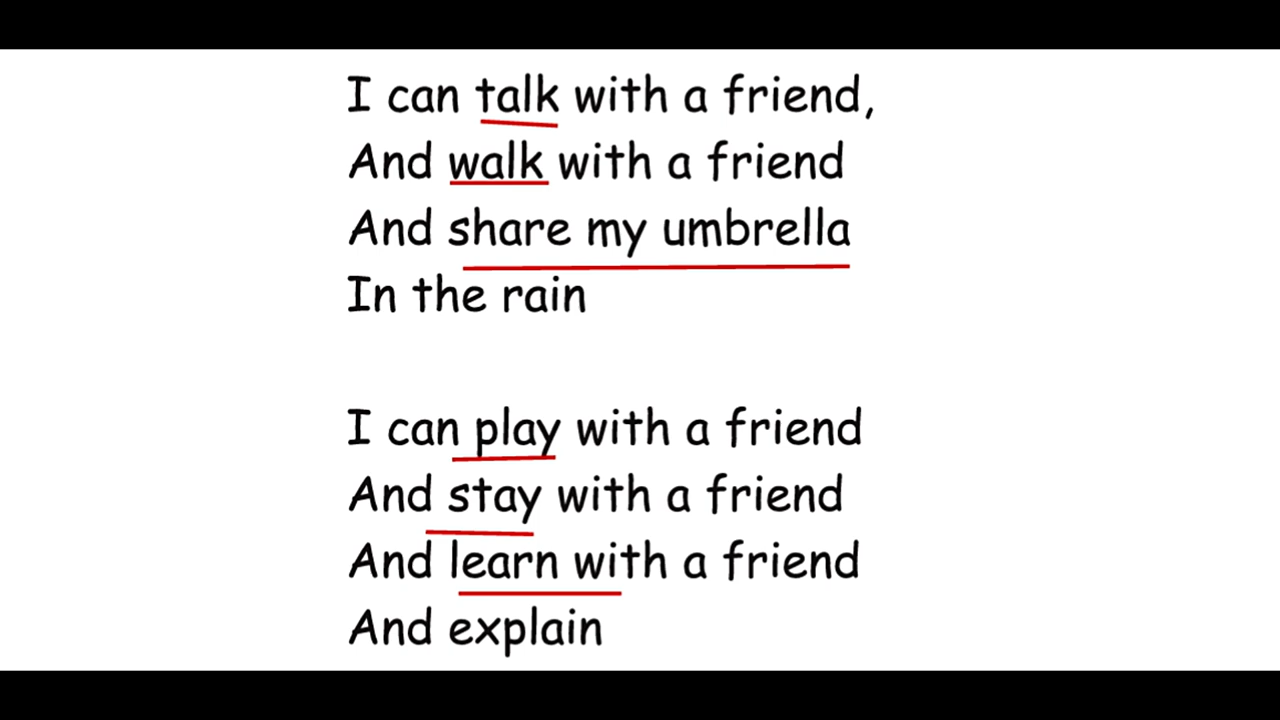 I can talk with a friend,
And walk with a friend
And share my umbrella
In the rain
I can play with a friend
And stay with a friend
And learn with a friend
And explain